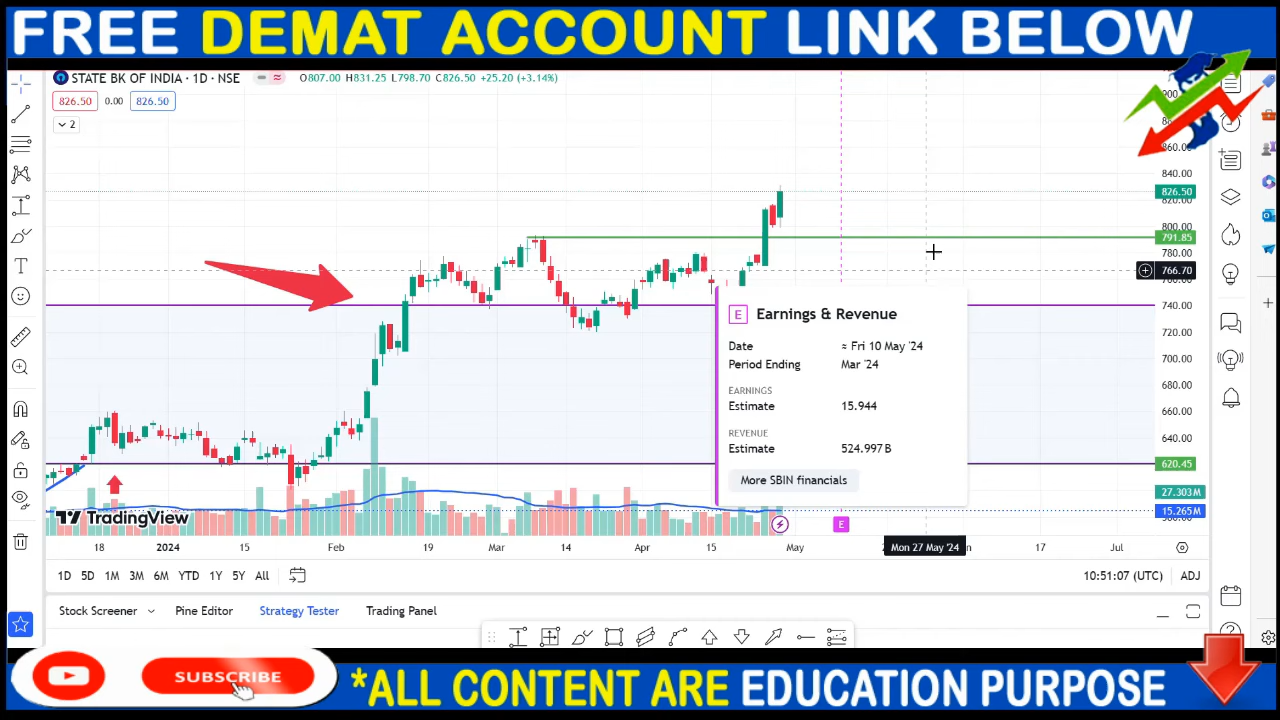 FREE DEMAT ACCOUNT LINK BELOW
STATE BK OF INDIA · 1D · NSE O807.00 H831.25 L798.70 C826.50 +25.20 (+3.14%)
826.50 0.00 826.50
2
860.00
840.00
826.50
820.00
800.00
791.85
780.00
766.70
740.00
720.00
700.00
680.00
660.00
640.00
620.45
27.303M
15.265M
E Earnings & Revenue
Date ≈ Fri 10 May '24
Period Ending Mar '24
EARNINGS
Estimate 15.944
REVENUE
Estimate 524.997B
More SBIN financials
TradingView
E
18 2024 15 Feb 19 Mar 14 Apr 15 May Mon 27 May '24 17 Jul
1D 5D 1M 3M 6M YTD 1Y 5Y All 10:51:07 (UTC) ADJ
Stock Screener Pine Editor Strategy Tester Trading Panel
SUBSCRIBE
*ALL CONTENT ARE EDUCATION PURPOSE